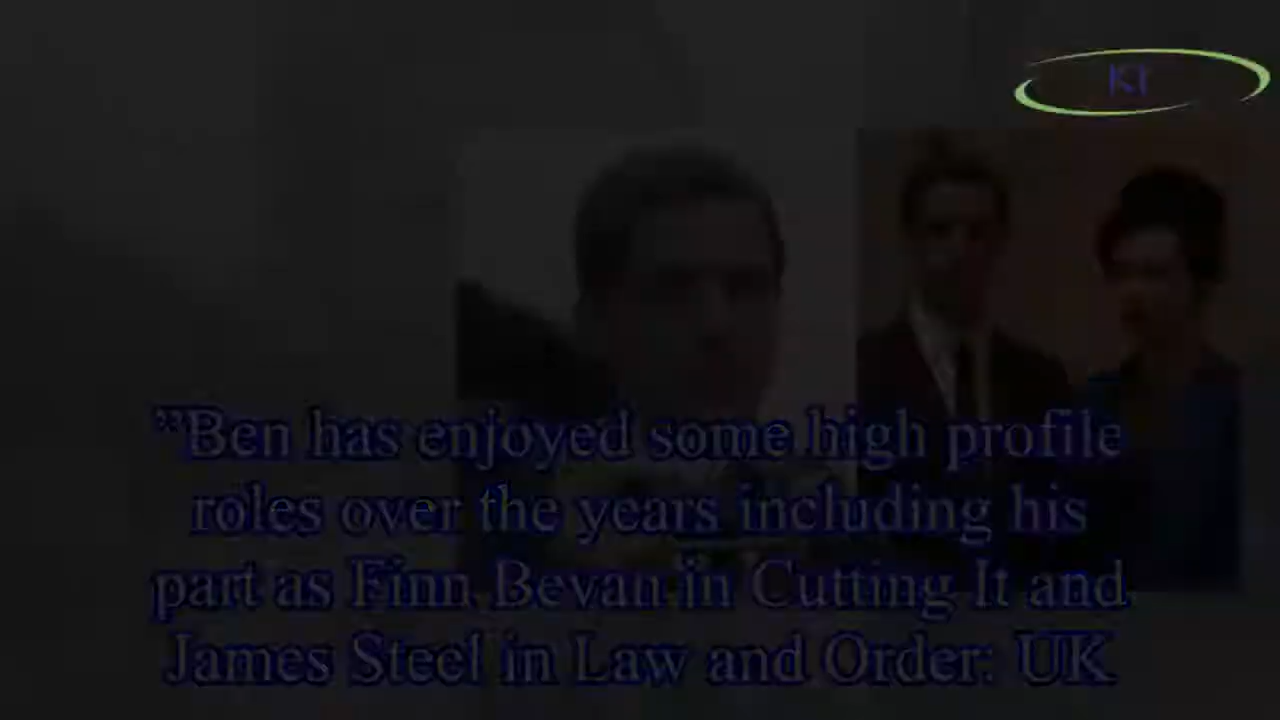 KT
”Ben has enjoyed some high profile
roles over the years including his
part as Finn Bevan in Cutting It and
James Steel in Law and Order: UK